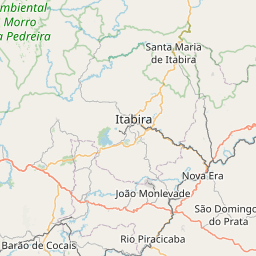 Ambiental
Morro
a Pedreira
Santa Maria
de Itabira
Itabira
Nova Era
João Monlevade
São Domingo
do Prata
Rio Piracicaba
Barão de Cocais